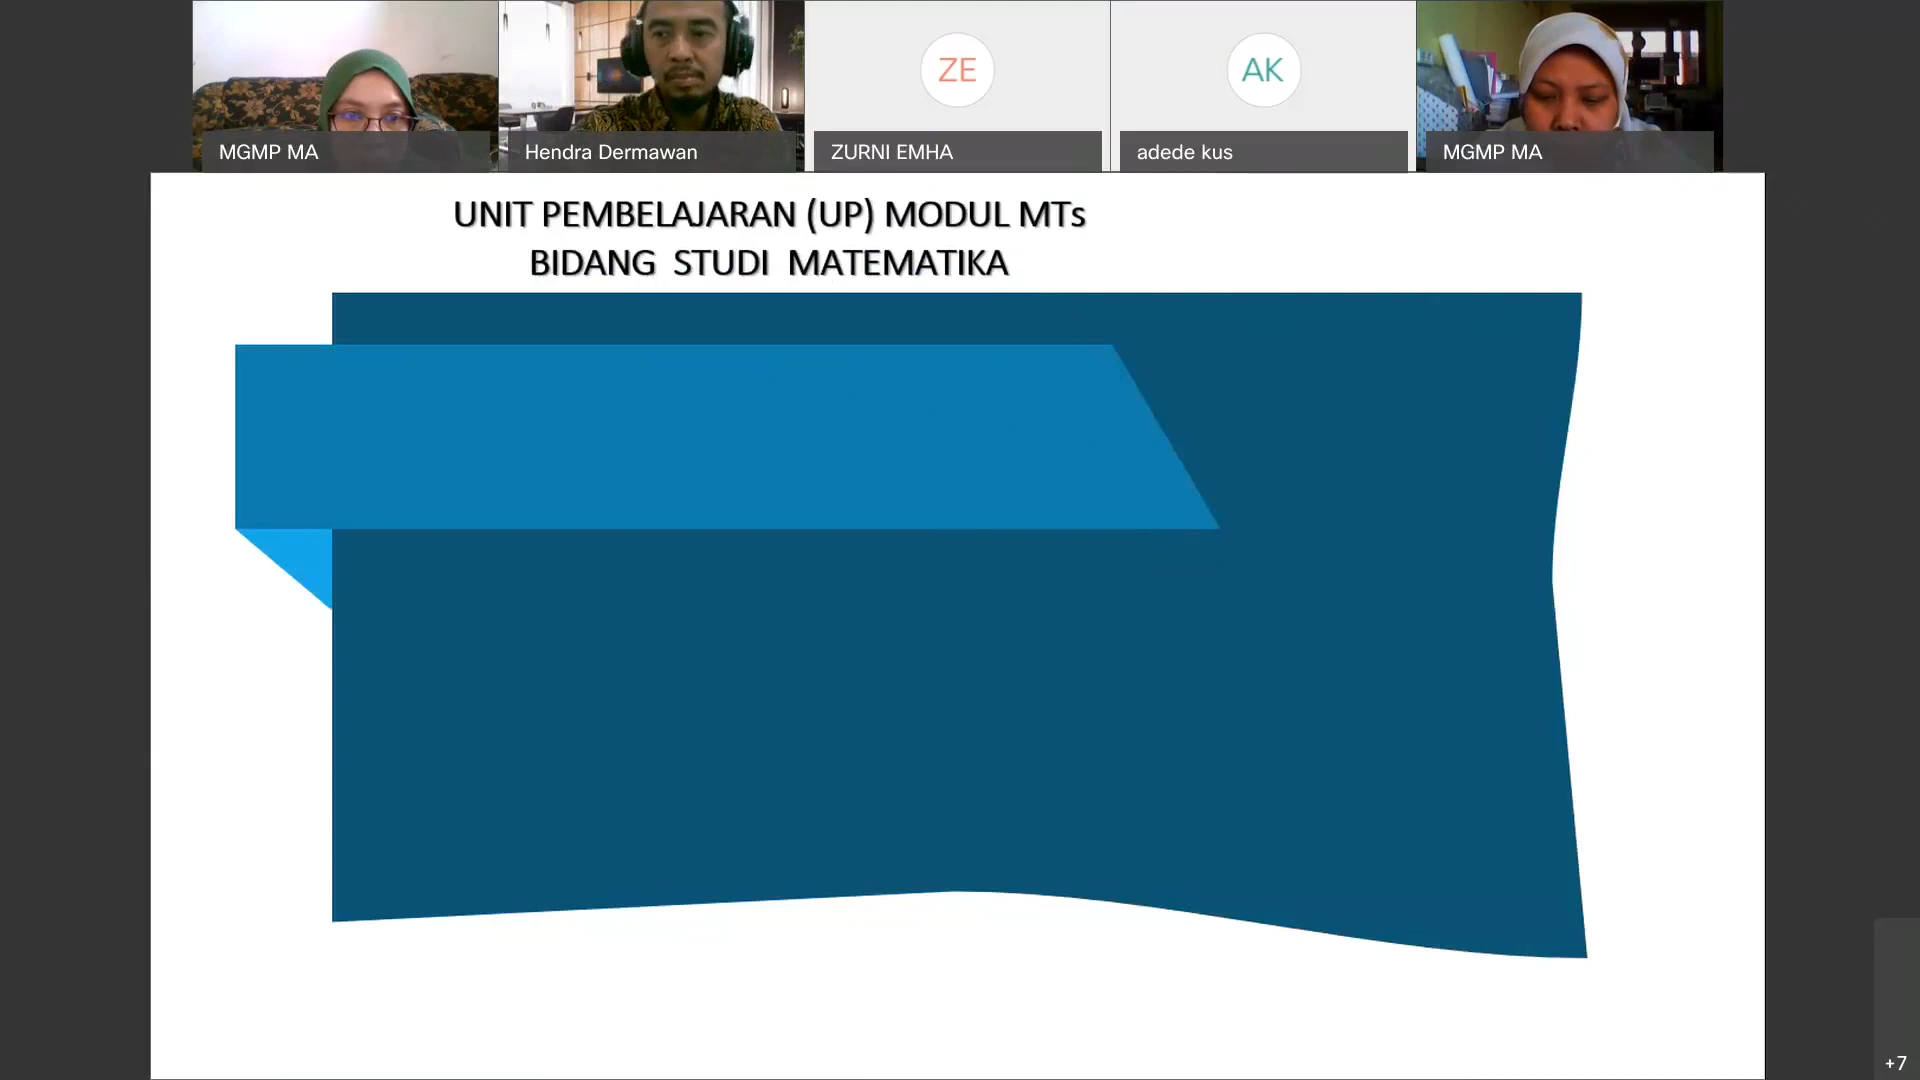 ZE
AK
MGMP MA
Hendra Dermawan
ZURNI EMHA
adede kus
MGMP MA
UNIT PEMBELAJARAN (UP) MODUL MTs
BIDANG STUDI MATEMATIKA
+7